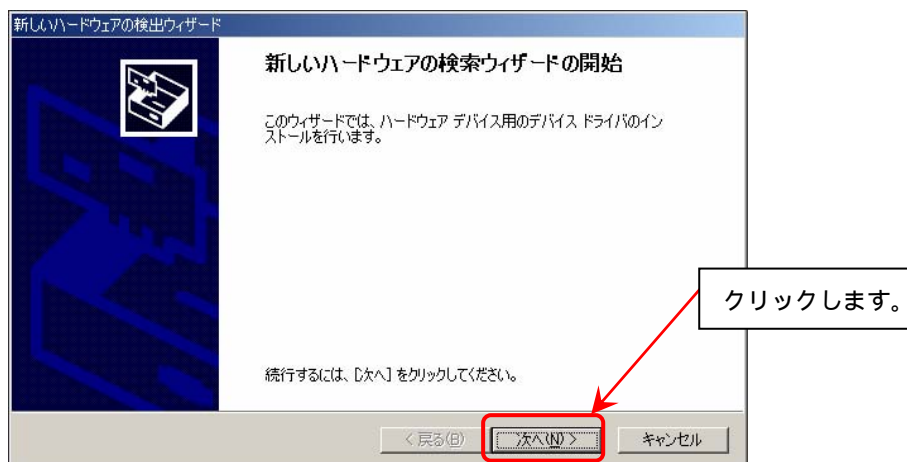 新しいハードウェアの検出ウィザード
新しいハードウェアの検索ウィザードの開始
このウィザードでは、ハードウェア デバイス用のデバイス ドライバのイン
ストールを行います。
クリックします。
続行するには、[次へ] をクリックしてください。
< 戻る(B)
次へ(N) >
キャンセル